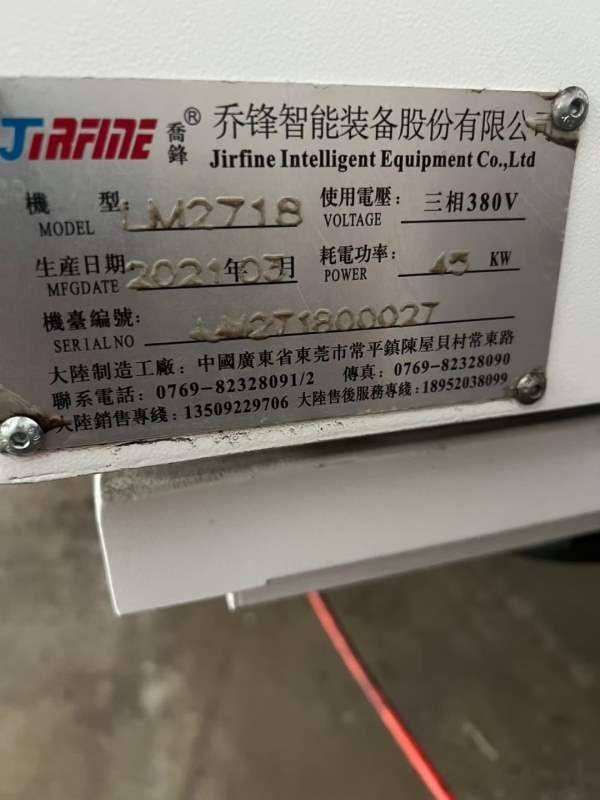 JIRFINE 喬鋒 ® 乔锋智能装备股份有限公司
Jirfine Intelligent Equipment Co.,Ltd
機 型: LM2718 使用電壓: 三相380V
MODEL VOLTAGE
生産日期 2021年03月 耗電功率: 45 KW
MFGDATE POWER
機臺編號: 271800027
SERIAL NO
大陸制造工廠: 中國廣東省東莞市常平鎮陳屋貝村常東路
聯系電話: 0769-82328091/2 傳真: 0769-82328090
大陸銷售專綫: 13509229706 大陸售後服務專綫: 18952038099